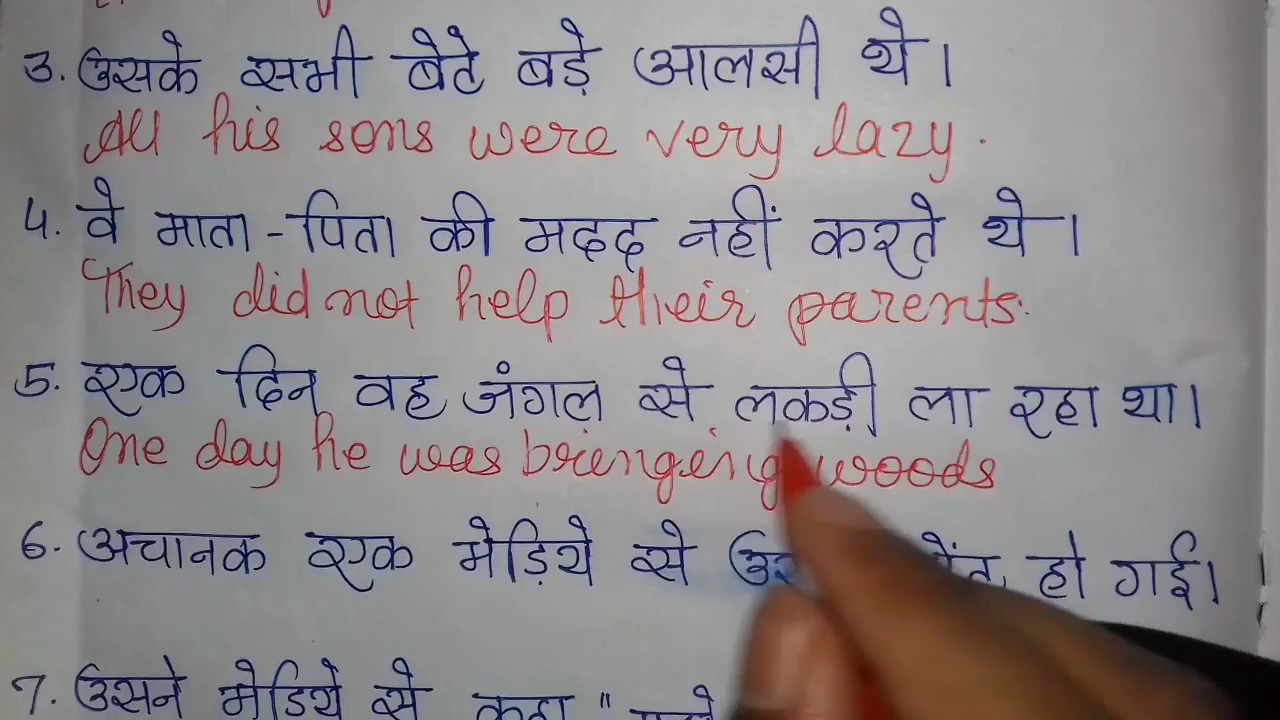 3. उसके सभी बेटे बड़े आलसी थे।
All his sons were very lazy.
4. वे माता-पिता की मदद नहीं करते थे।
They did not help their parents.
5. एक दिन वह जंगल से लकड़ी ला रहा था।
One day he was bringing woods
6. अचानक एक भेड़िये से हो गई।
7. उसने भेड़िये से कहा "